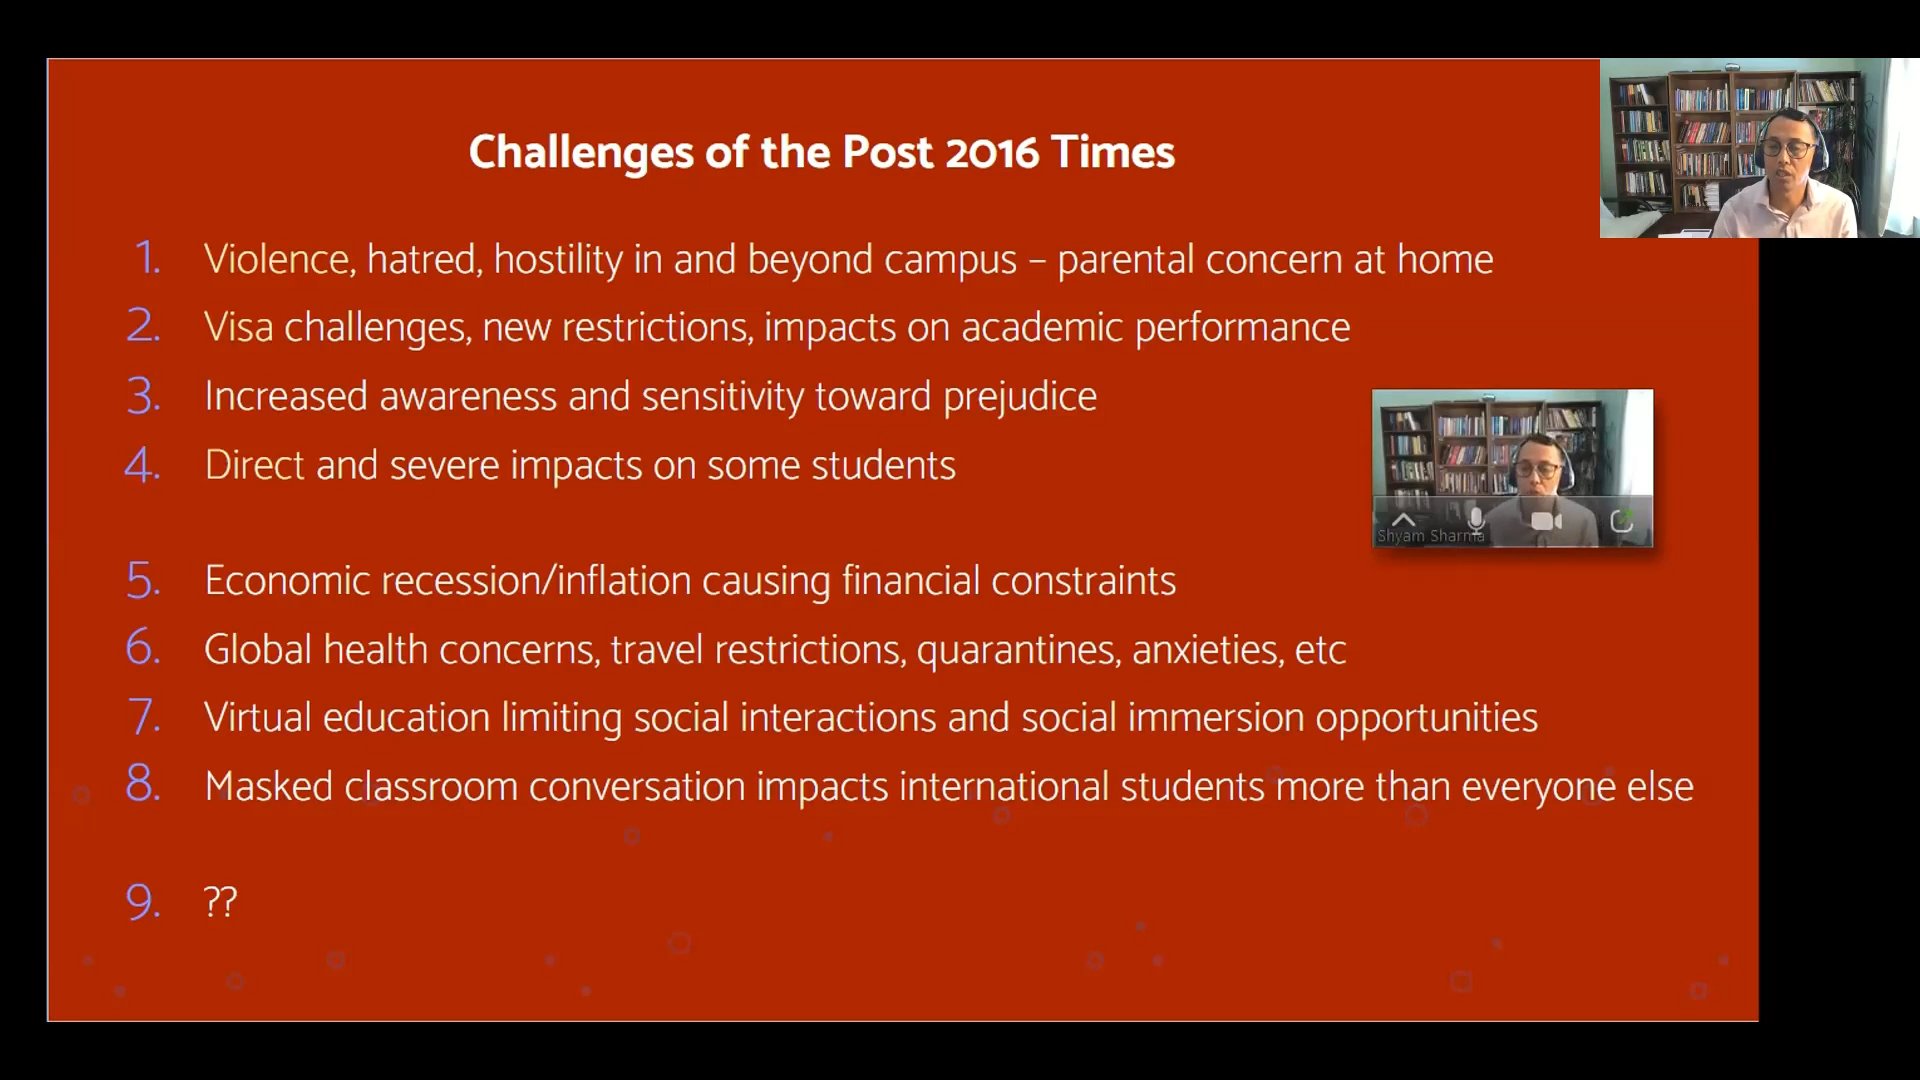 Challenges of the Post 2016 Times
1. Violence, hatred, hostility in and beyond campus – parental concern at home
2. Visa challenges, new restrictions, impacts on academic performance
3. Increased awareness and sensitivity toward prejudice
4. Direct and severe impacts on some students
Shyam Sharma
5. Economic recession/inflation causing financial constraints
6. Global health concerns, travel restrictions, quarantines, anxieties, etc
7. Virtual education limiting social interactions and social immersion opportunities
8. Masked classroom conversation impacts international students more than everyone else
9. ??